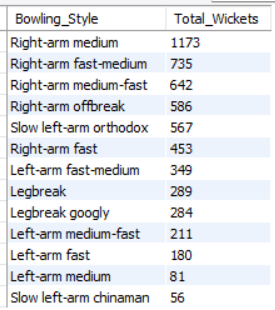 Bowling_Style Total_Wickets
Right-arm medium 1173
Right-arm fast-medium 735
Right-arm medium-fast 642
Right-arm offbreak 586
Slow left-arm orthodox 567
Right-arm fast 453
Left-arm fast-medium 349
Legbreak 289
Legbreak googly 284
Left-arm medium-fast 211
Left-arm fast 180
Left-arm medium 81
Slow left-arm chinaman 56